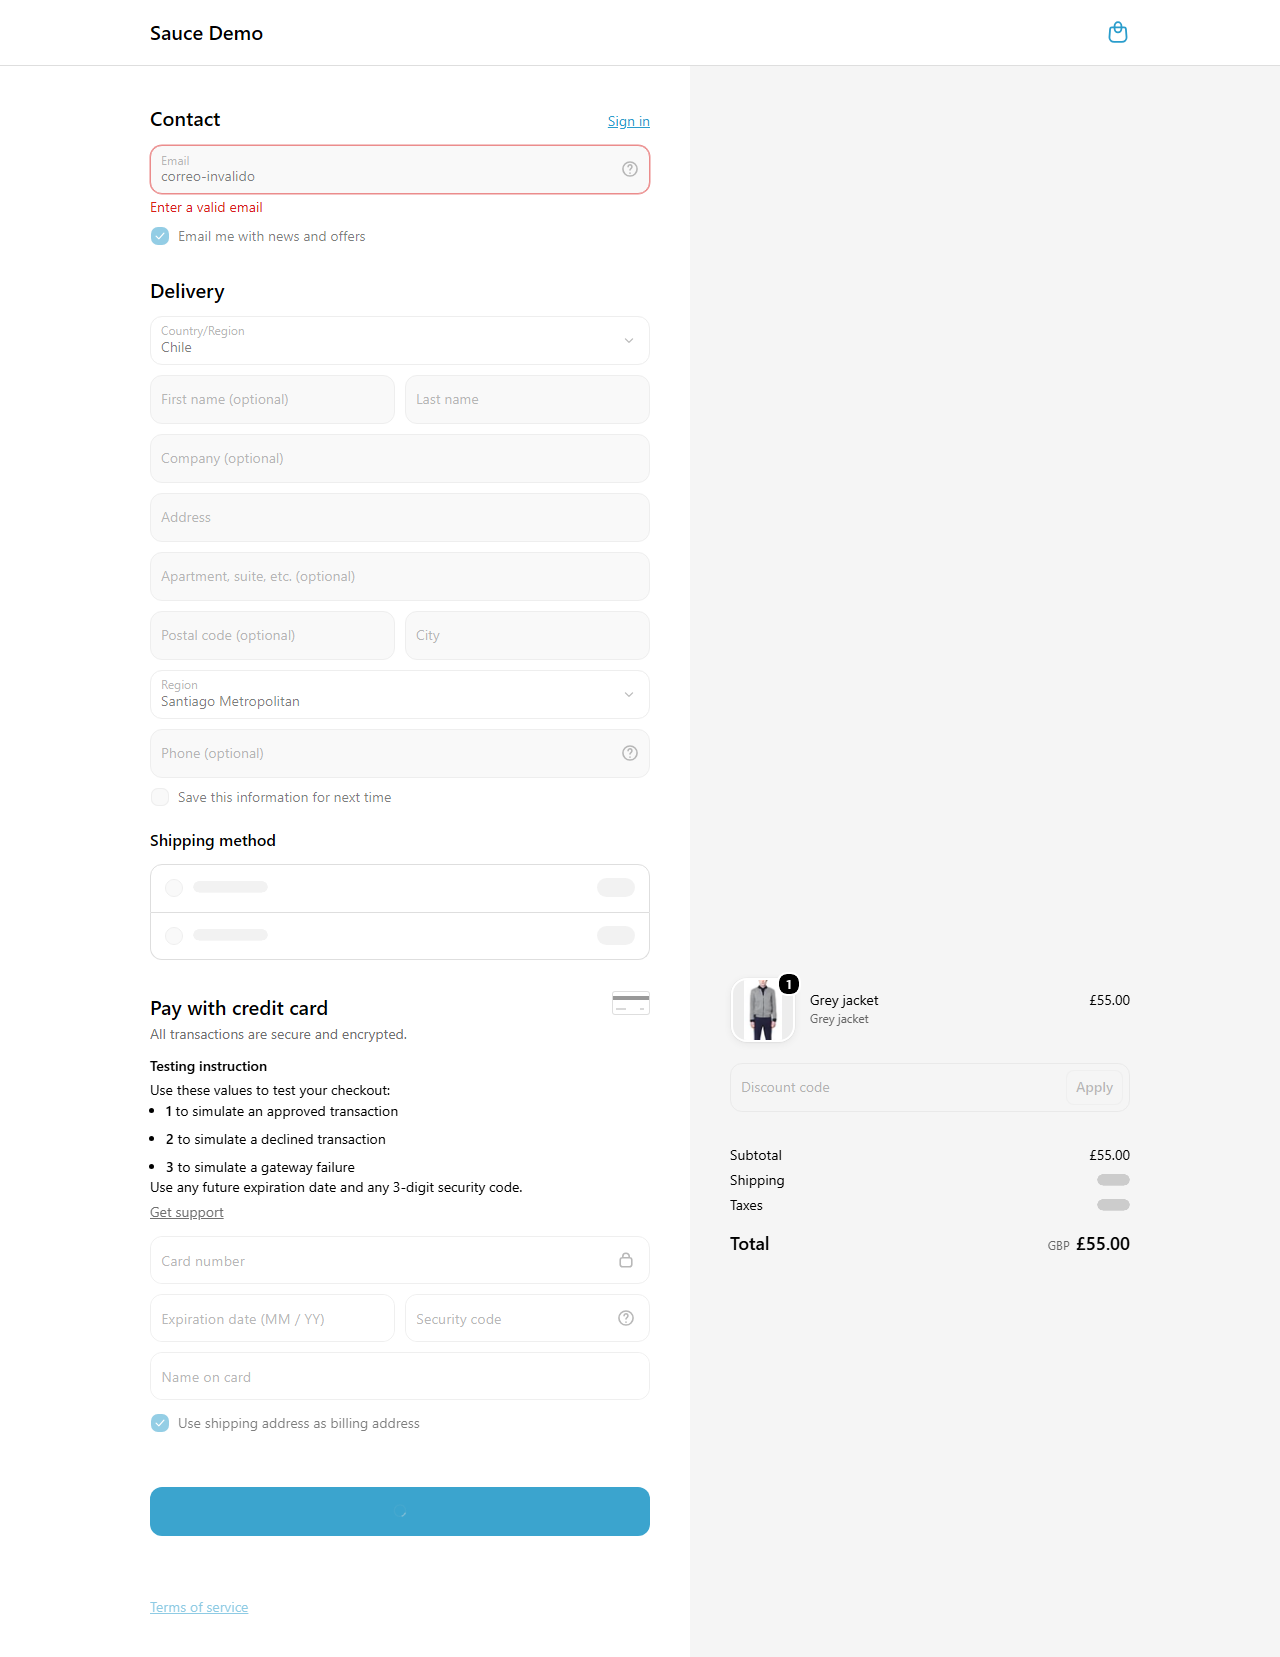 Sauce Demo
Contact
Sign in
Email
correo-invalido
Enter a valid email
Email me with news and offers
Delivery
Country/Region
Chile
First name (optional)
Last name
Company (optional)
Address
Apartment, suite, etc. (optional)
Postal code (optional)
City
Region
Santiago Metropolitan
Phone (optional)
Save this information for next time
Shipping method
Pay with credit card
All transactions are secure and encrypted.
Testing instruction
Use these values to test your checkout:
1 to simulate an approved transaction
2 to simulate a declined transaction
3 to simulate a gateway failure
Use any future expiration date and any 3-digit security code.
Get support
Card number
Expiration date (MM / YY)
Security code
Name on card
Use shipping address as billing address
Terms of service
1
Grey jacket
£55.00
Grey jacket
Discount code
Apply
Subtotal
£55.00
Shipping
Taxes
Total
GBP £55.00